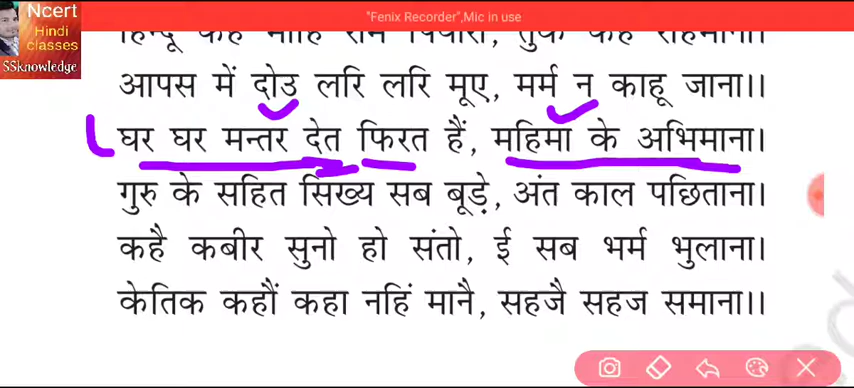 "Fenix Recorder",Mic in use
Ncert
Hindi
classes
SSknowledge
आपस में दोउ लरि लरि मूए, मर्म न काहू जाना।।
घर घर मन्तर देत फिरत हैं, महिमा के अभिमाना।
गुरु के सहित सिख्य सब बूड़े, अंत काल पछिताना।
कहै कबीर सुनो हो संतो, ई सब भर्म भुलाना।
केतिक कहौं कहा नहिं मानै, सहजै सहज समाना।।